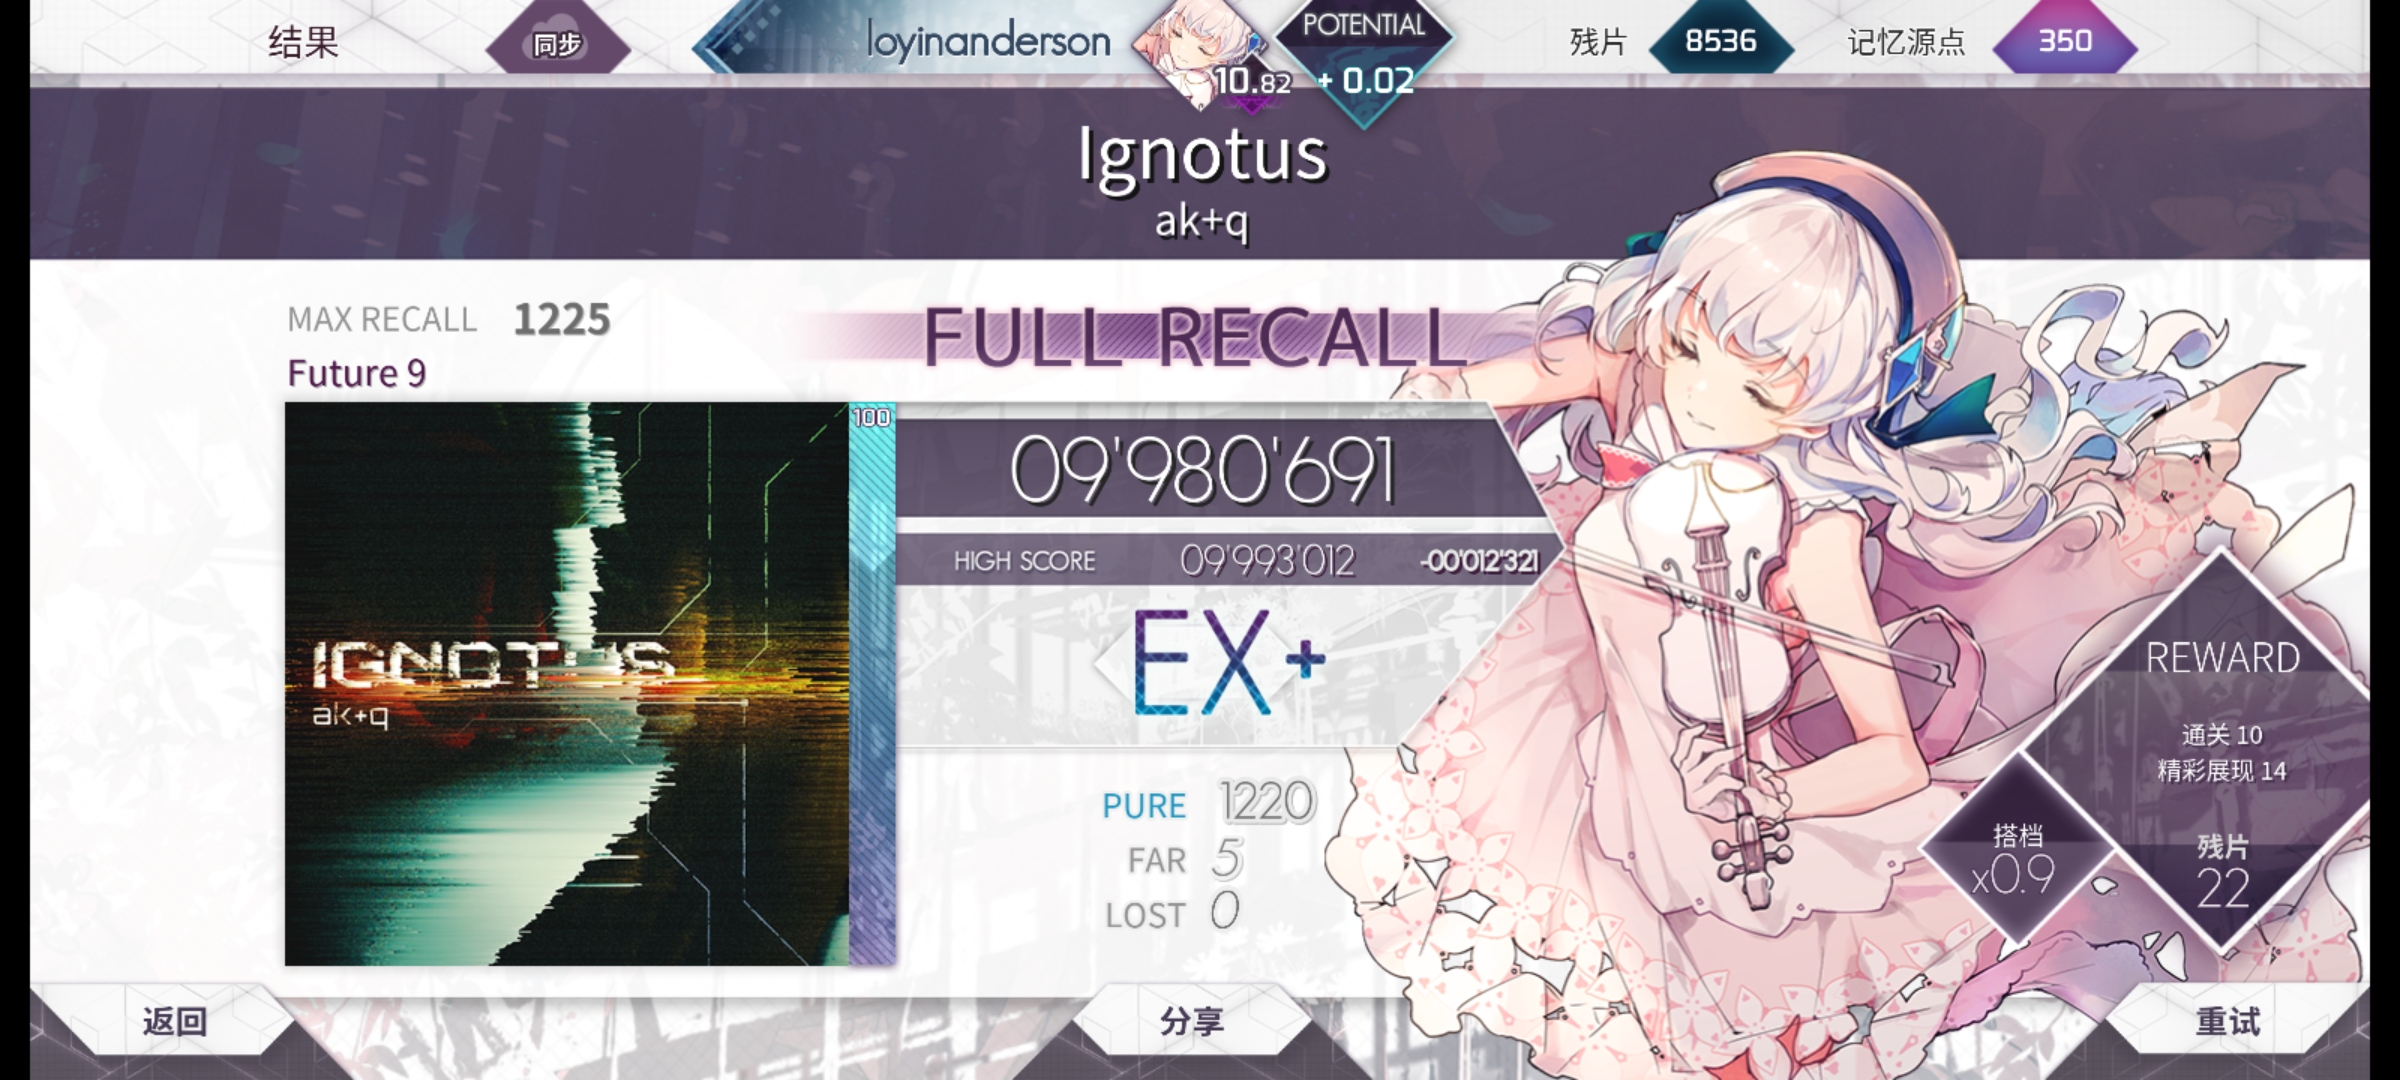 结果
同步
loyinanderson
10.82
POTENTIAL
+ 0.02
残片
8536
记忆源点
350
Ignotus
ak+q
MAX RECALL 1225
Future 9
FULL RECALL
100
IGNOTUS
ak+q
09'980'691
HIGH SCORE 09'993'012 -00'012'321
EX+
PURE 1220
FAR 5
LOST 0
REWARD
通关 10
精彩展现 14
搭档
x0.9
残片
22
返回
分享
重试